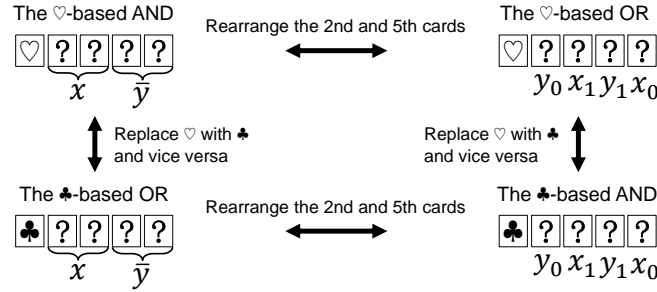 The ♡-based AND
Rearrange the 2nd and 5th cards
The ♡-based OR
♡ ? ? ? ?
♡ ? ? ? ?
x ȳ
y₀ x₁ y₁ x₀
Replace ♡ with ♣
and vice versa
Replace ♡ with ♣
and vice versa
The ♣-based OR
Rearrange the 2nd and 5th cards
The ♣-based AND
♣ ? ? ? ?
♣ ? ? ? ?
x ȳ
y₀ x₁ y₁ x₀